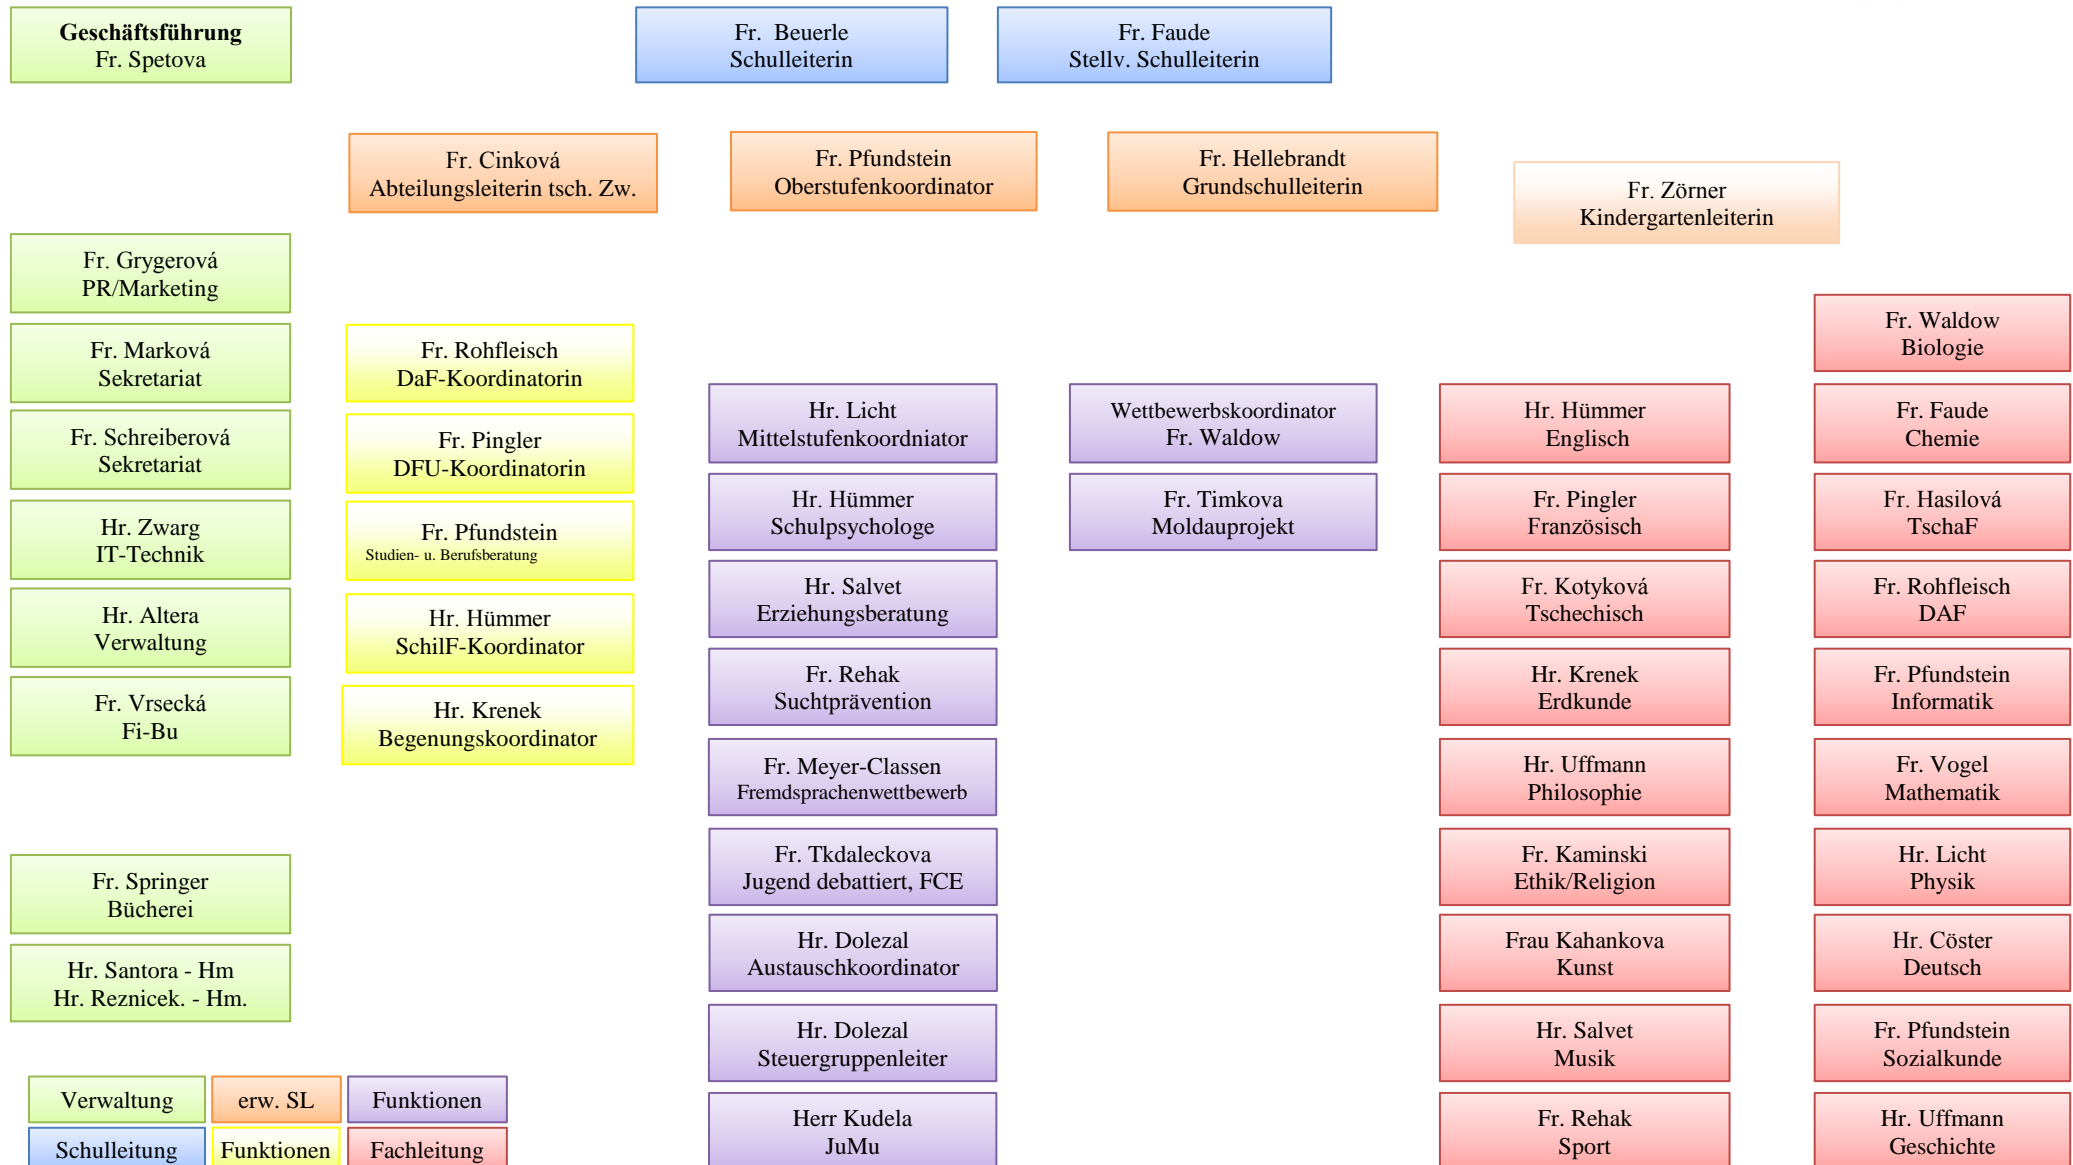 Geschäftsführung
Fr. Spetova
Fr. Beuerle
Schulleiterin
Fr. Faude
Stellv. Schulleiterin
Fr. Cinková
Abteilungsleiterin tsch. Zw.
Fr. Pfundstein
Oberstufenkoordinator
Fr. Hellebrandt
Grundschulleiterin
Fr. Zörner
Kindergartenleiterin
Fr. Grygerová
PR/Marketing
Fr. Marková
Sekretariat
Fr. Schreiberová
Sekretariat
Hr. Zwarg
IT-Technik
Hr. Altera
Verwaltung
Fr. Vrsecká
Fi-Bu
Fr. Springer
Bücherei
Hr. Santora - Hm
Hr. Reznicek. - Hm.
Fr. Rohfleisch
DaF-Koordinatorin
Fr. Pingler
DFU-Koordinatorin
Fr. Pfundstein
Studien- u. Berufsberatung
Hr. Hümmer
SchilF-Koordinator
Hr. Krenek
Begenungskoordinator
Hr. Licht
Mittelstufenkoordniator
Hr. Hümmer
Schulpsychologe
Hr. Salvet
Erziehungsberatung
Fr. Rehak
Suchtprävention
Fr. Meyer-Classen
Fremdsprachenwettbewerb
Fr. Tkdaleckova
Jugend debattiert, FCE
Hr. Dolezal
Austauschkoordinator
Hr. Dolezal
Steuergruppenleiter
Herr Kudela
JuMu
Wettbewerbskoordinator
Fr. Waldow
Fr. Timkova
Moldauprojekt
Hr. Hümmer
Englisch
Fr. Pingler
Französisch
Fr. Kotyková
Tschechisch
Hr. Krenek
Erdkunde
Hr. Uffmann
Philosophie
Fr. Kaminski
Ethik/Religion
Frau Kahankova
Kunst
Hr. Salvet
Musik
Fr. Rehak
Sport
Fr. Waldow
Biologie
Fr. Faude
Chemie
Fr. Hasilová
TschaF
Fr. Rohfleisch
DAF
Fr. Pfundstein
Informatik
Fr. Vogel
Mathematik
Hr. Licht
Physik
Hr. Cöster
Deutsch
Fr. Pfundstein
Sozialkunde
Hr. Uffmann
Geschichte
Verwaltung
erw. SL
Funktionen
Schulleitung
Funktionen
Fachleitung